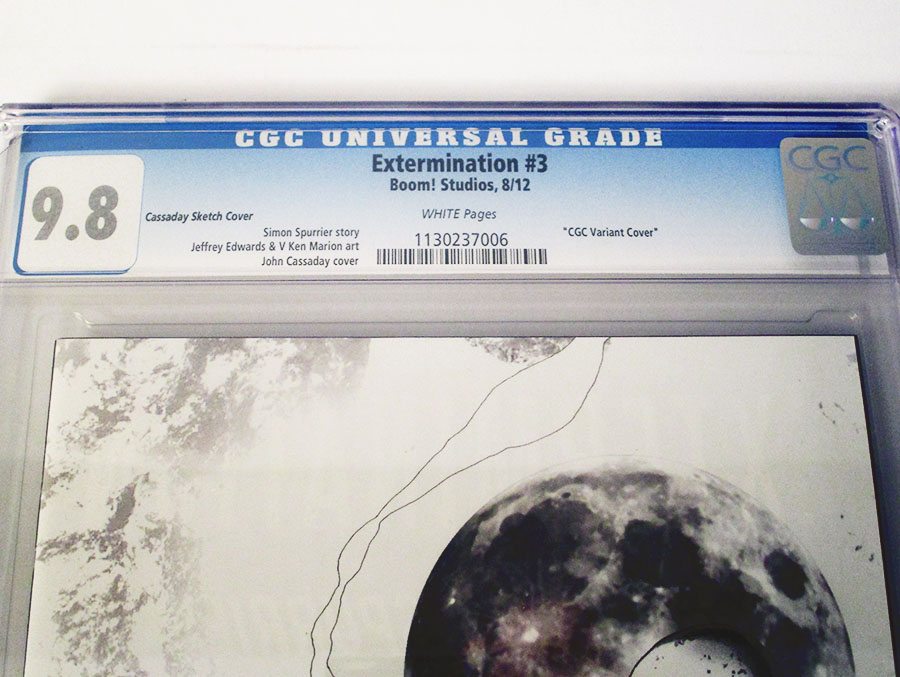 CGC UNIVERSAL GRADE
Extermination #3
Boom! Studios, 8/12
9.8
Cassaday Sketch Cover
WHITE Pages
Simon Spurrier story
Jeffrey Edwards & V Ken Marion art
John Cassaday cover
1130237006
"CGC Variant Cover"
CGC